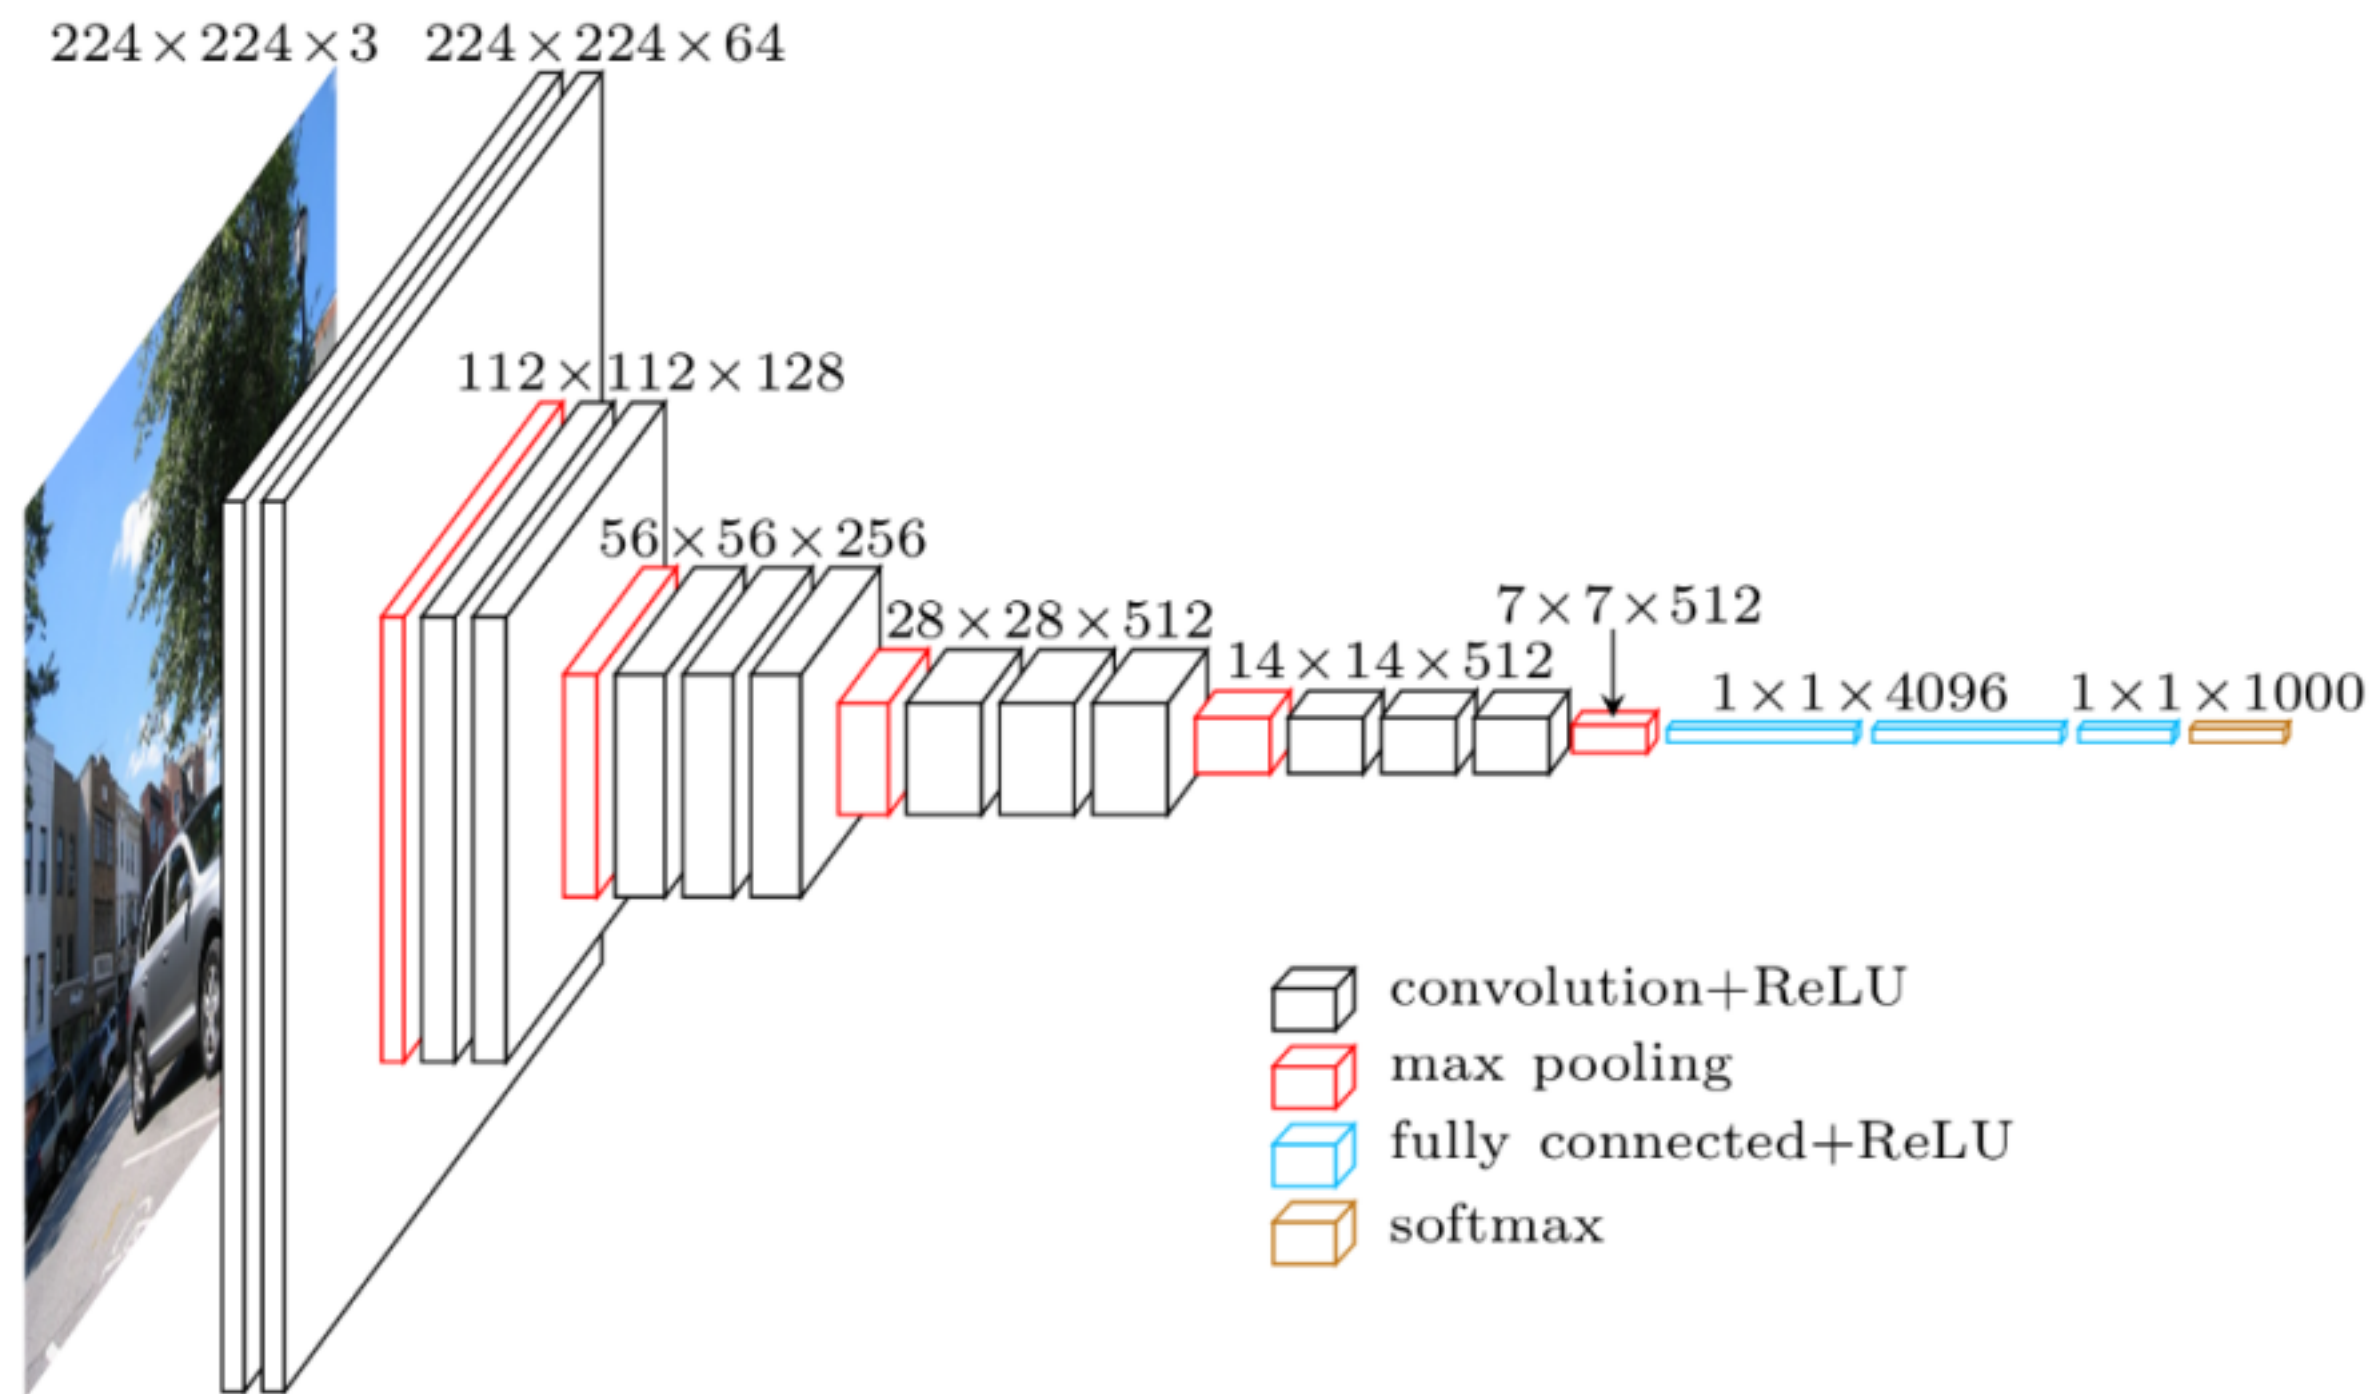 224×224×3
224×224×64
112×112×128
56×56×256
28×28×512
14×14×512
7×7×512
1×1×4096
1×1×1000
convolution+ReLU
max pooling
fully connected+ReLU
softmax